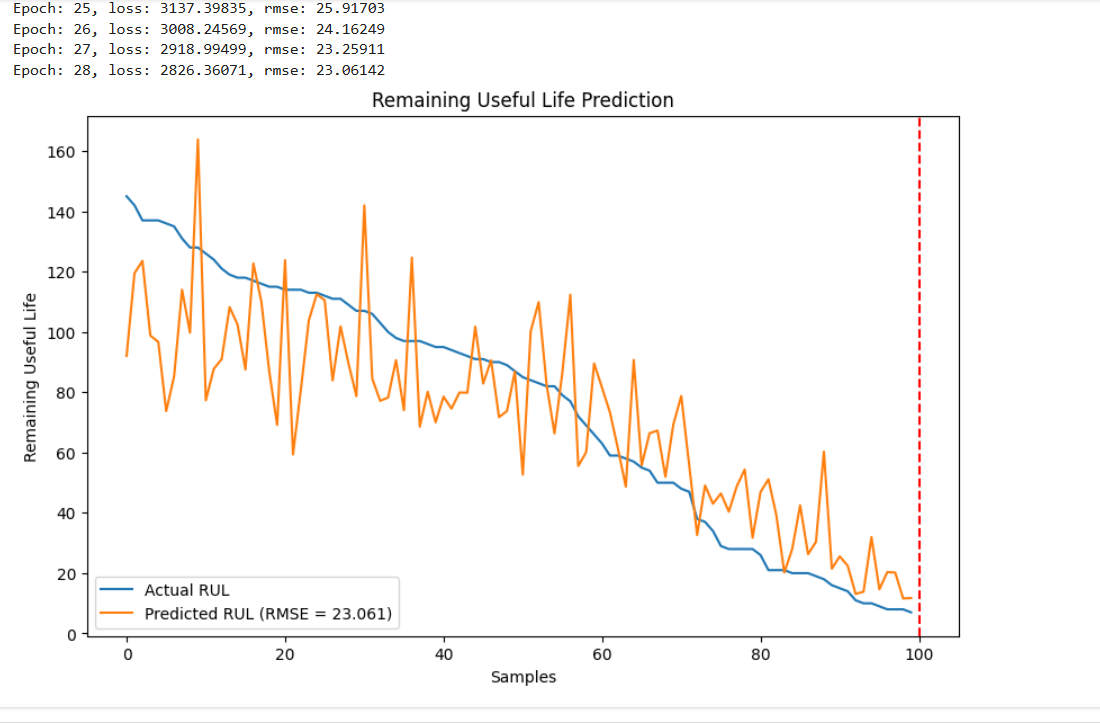 Epoch: 25, loss: 3137.39835, rmse: 25.91703
Epoch: 26, loss: 3008.24569, rmse: 24.16249
Epoch: 27, loss: 2918.99499, rmse: 23.25911
Epoch: 28, loss: 2826.36071, rmse: 23.06142
Remaining Useful Life Prediction
Remaining Useful Life
160
140
120
100
80
60
40
20
0
Actual RUL
Predicted RUL (RMSE = 23.061)
0 20 40 60 80 100
Samples